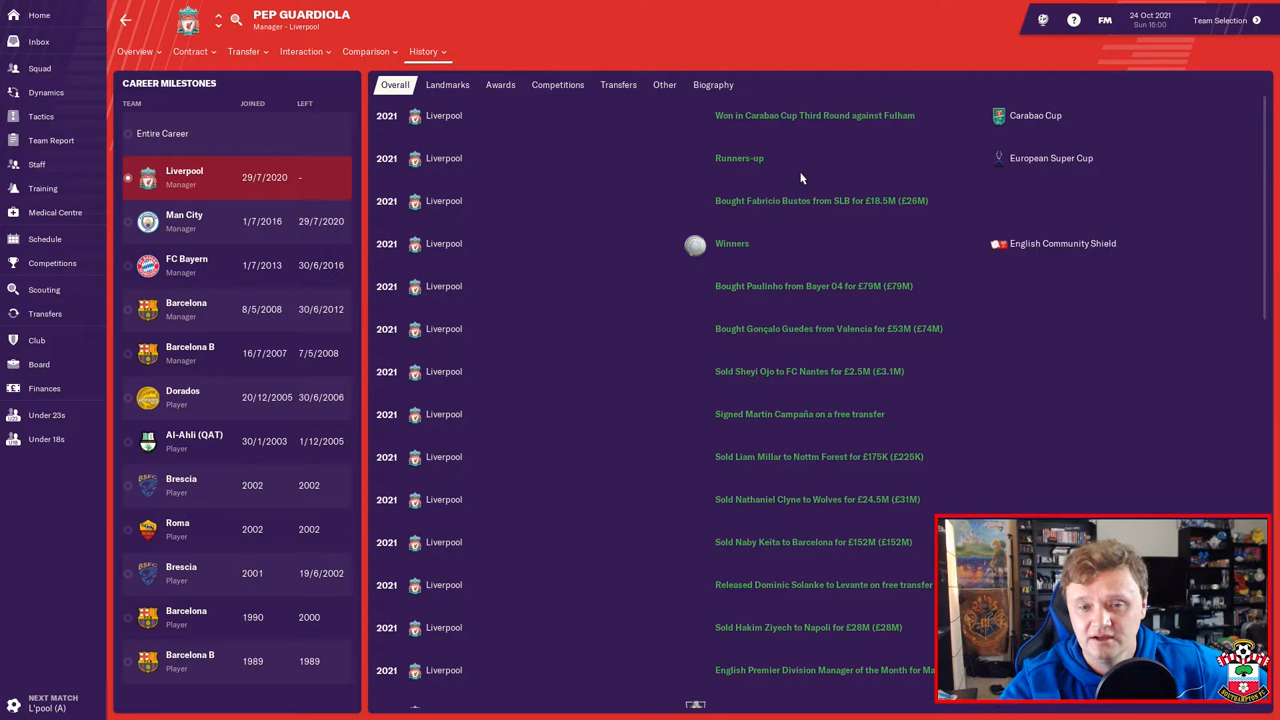 PEP GUARDIOLA
Manager - Liverpool
24 Oct 2021
Sun 16:00
FM
Team Selection
Overview
Contract
Transfer
Interaction
Comparison
History
Home
Inbox
Squad
Dynamics
Tactics
Team Report
Staff
Training
Medical Centre
Schedule
Competitions
Scouting
Transfers
Club
Board
Finances
Under 23s
Under 18s
NEXT MATCH
L'pool (A)
CAREER MILESTONES
TEAM JOINED LEFT
Entire Career
Liverpool 29/7/2020 -
Manager
Man City 1/7/2016 29/7/2020
Manager
FC Bayern 1/7/2013 30/6/2016
Manager
Barcelona 8/5/2008 30/6/2012
Manager
Barcelona B 16/7/2007 7/5/2008
Manager
Dorados 20/12/2005 30/6/2006
Player
Al-Ahli (QAT) 30/1/2003 1/12/2005
Player
Brescia 2002 2002
Player
Roma 2002 2002
Player
Brescia 2001 19/6/2002
Player
Barcelona 1990 2000
Player
Barcelona B 1989 1989
Player
Overall Landmarks Awards Competitions Transfers Other Biography
2021 Liverpool Won in Carabao Cup Third Round against Fulham Carabao Cup
2021 Liverpool Runners-up European Super Cup
2021 Liverpool Bought Fabricio Bustos from SLB for £18.5M (£26M)
2021 Liverpool Winners English Community Shield
2021 Liverpool Bought Paulinho from Bayer 04 for £79M (£79M)
2021 Liverpool Bought Gonçalo Guedes from Valencia for £53M (£74M)
2021 Liverpool Sold Sheyi Ojo to FC Nantes for £2.5M (£3.1M)
2021 Liverpool Signed Martín Campaña on a free transfer
2021 Liverpool Sold Liam Millar to Nottm Forest for £175K (£225K)
2021 Liverpool Sold Nathaniel Clyne to Wolves for £24.5M (£31M)
2021 Liverpool Sold Naby Keïta to Barcelona for £152M (£152M)
2021 Liverpool Released Dominic Solanke to Levante on free transfer
2021 Liverpool Sold Hakim Ziyech to Napoli for £28M (£28M)
2021 Liverpool English Premier Division Manager of the Month for Ma
SOUTHAMPTON FC